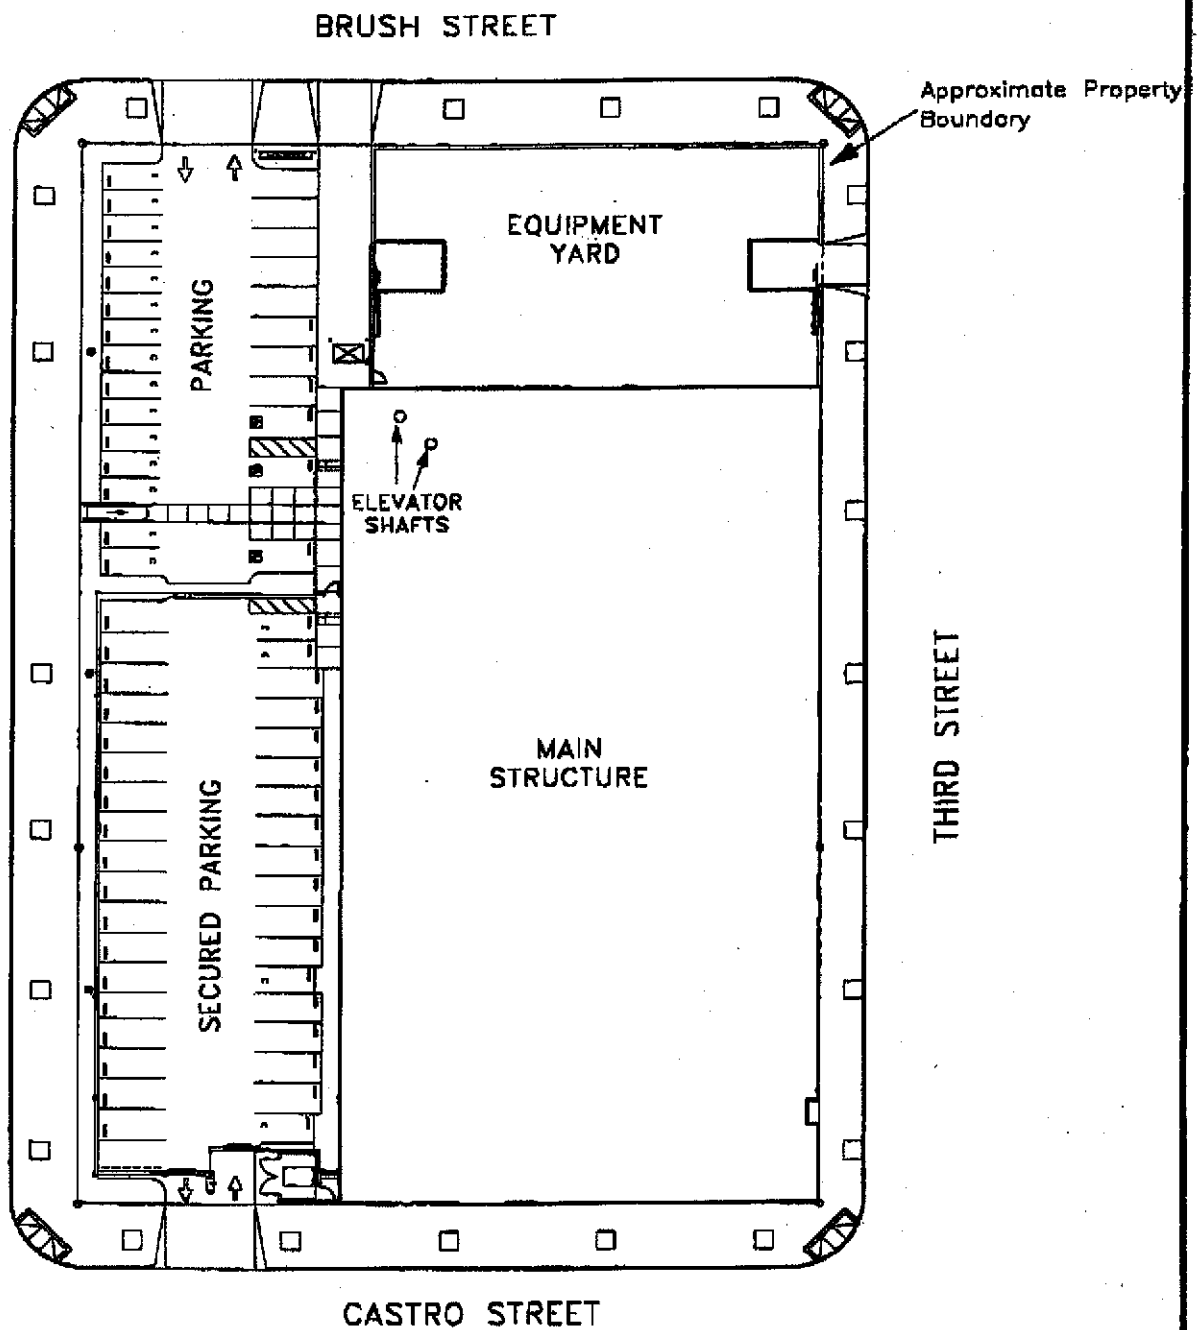 BRUSH STREET
Approximate Property
Boundary
EQUIPMENT
YARD
PARKING
ELEVATOR
SHAFTS
THIRD STREET
MAIN
STRUCTURE
SECURED PARKING
CASTRO STREET